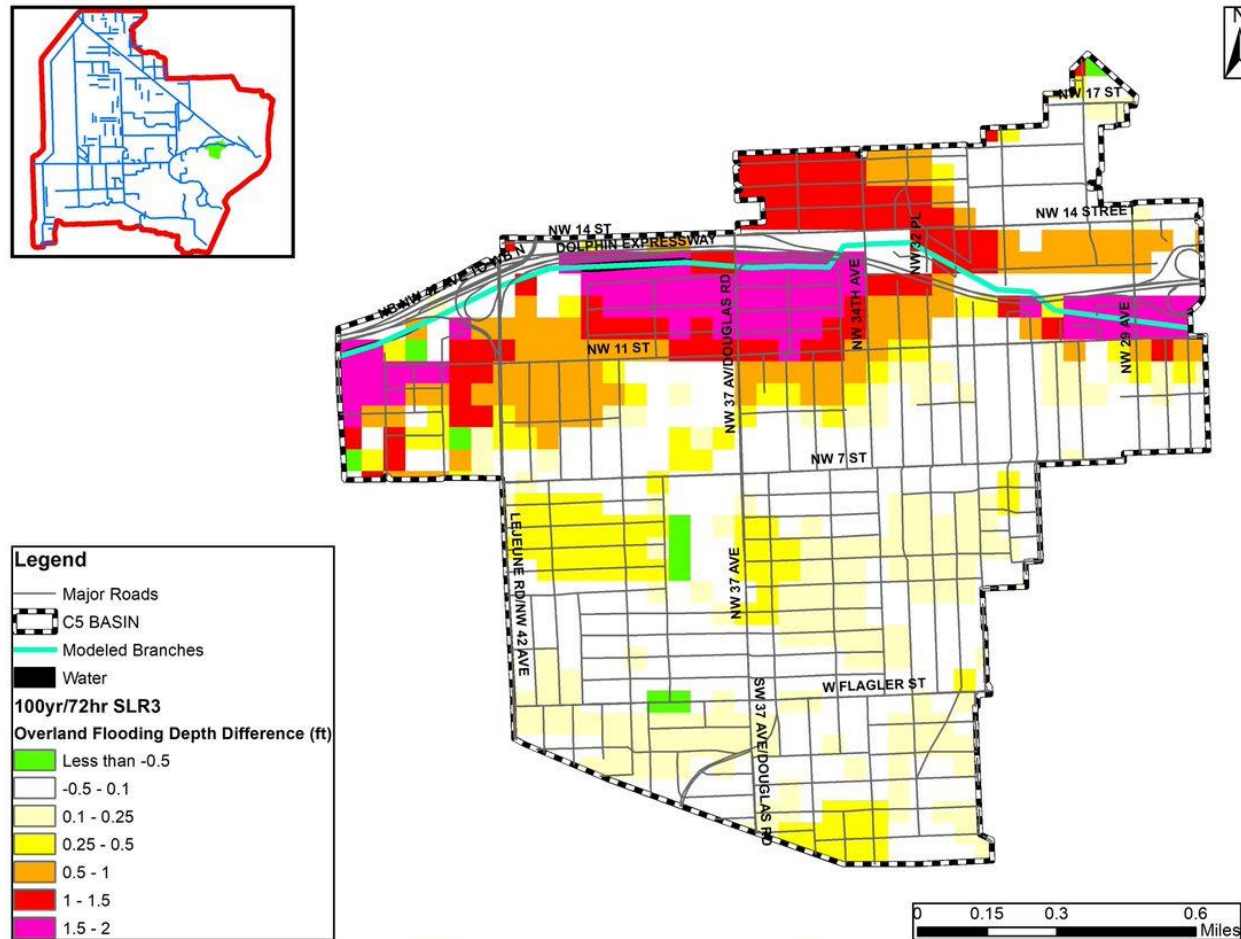 N
NW 17 ST
NW 14 STREET
NW 14 ST
DOLPHIN EXPRESSWAY
NW 32 PL
NW 34TH AVE
NW 29 AVE
NW 37 AV/DOUGLAS RD
NW 11 ST
NW 7 ST
LEJEUNE RD/NW 42 AVE
NW 37 AVE
W FLAGLER ST
SW 37 AVE/DOUGLAS RD
Legend
Major Roads
C5 BASIN
Modeled Branches
Water
100yr/72hr SLR3
Overland Flooding Depth Difference (ft)
Less than -0.5
-0.5 - 0.1
0.1 - 0.25
0.25 - 0.5
0.5 - 1
1 - 1.5
1.5 - 2
0 0.15 0.3 0.6
Miles